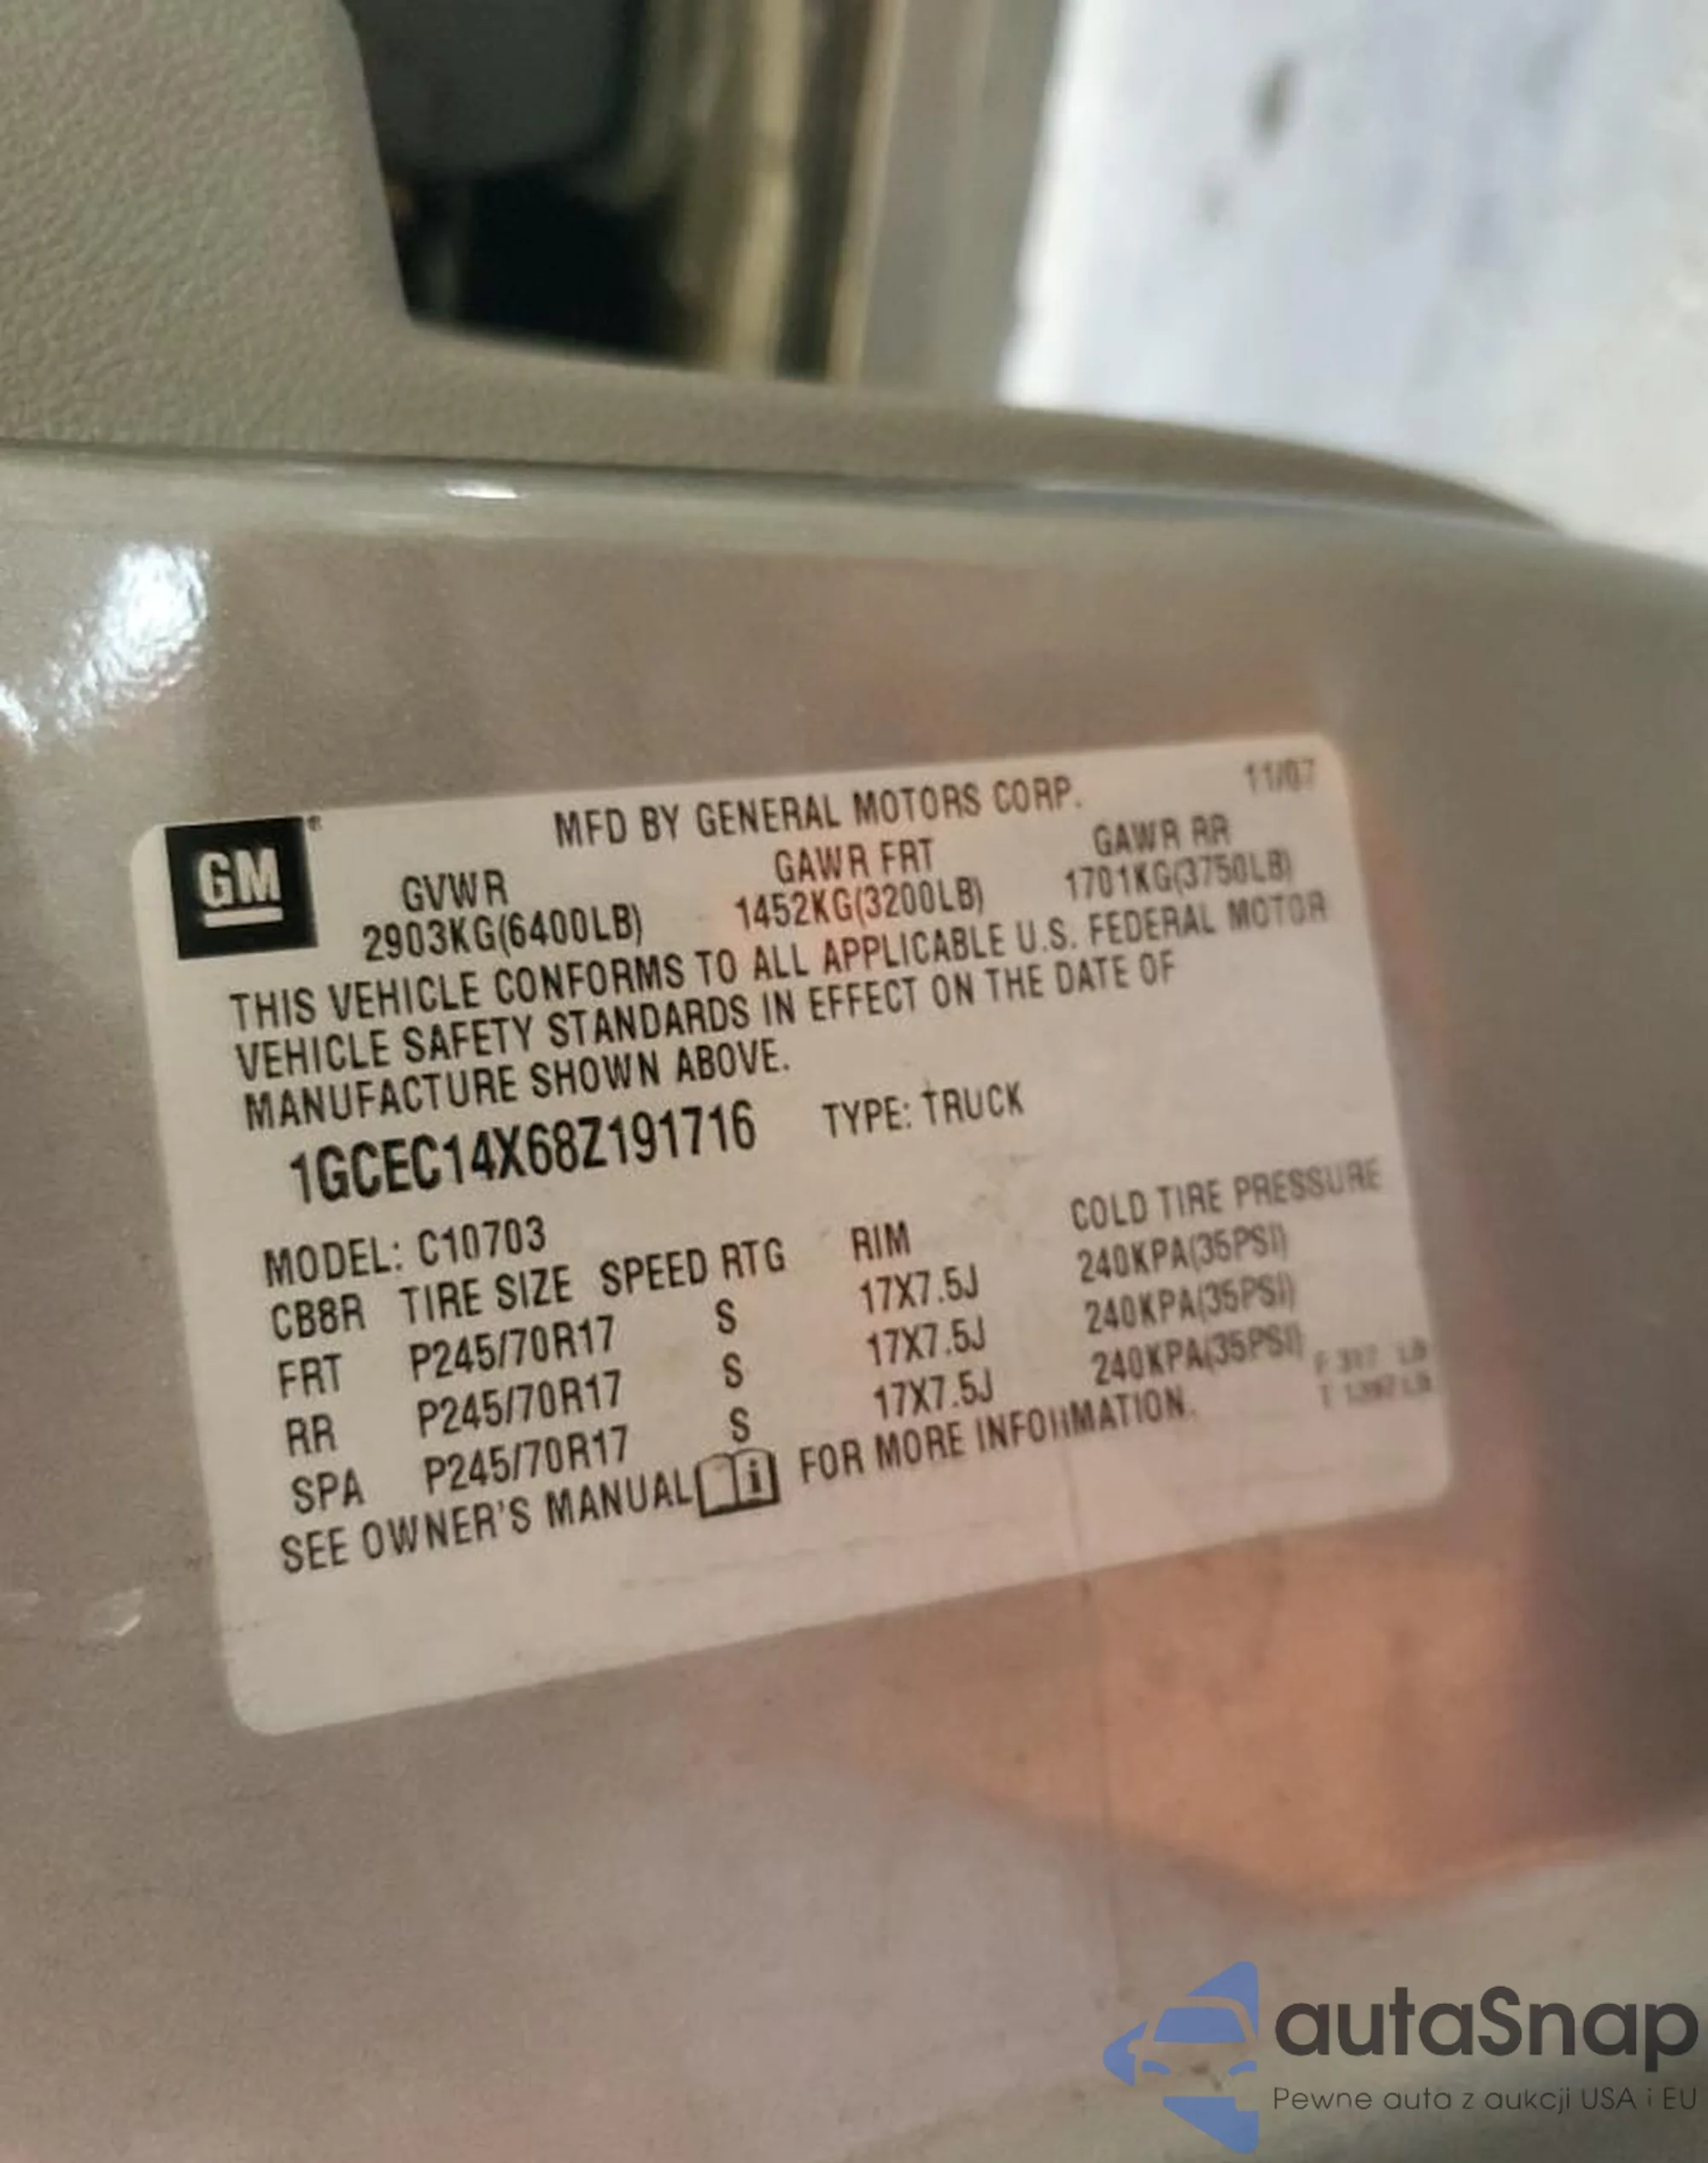 MFD BY GENERAL MOTORS CORP. 11/07
GM®
GVWR GAWR FRT GAWR RR
2903KG(6400LB) 1452KG(3200LB) 1701KG(3750LB)
THIS VEHICLE CONFORMS TO ALL APPLICABLE U.S. FEDERAL MOTOR
VEHICLE SAFETY STANDARDS IN EFFECT ON THE DATE OF
MANUFACTURE SHOWN ABOVE.
1GCEC14X68Z191716 TYPE: TRUCK
MODEL: C10703
CB8R TIRE SIZE SPEED RTG RIM COLD TIRE PRESSURE
FRT P245/70R17 S 17X7.5J 240KPA(35PSI)
RR P245/70R17 S 17X7.5J 240KPA(35PSI)
SPA P245/70R17 S 17X7.5J 240KPA(35PSI)
SEE OWNER'S MANUAL i FOR MORE INFORMATION.
autaSnap
Pewne auta z aukcji USA i EU